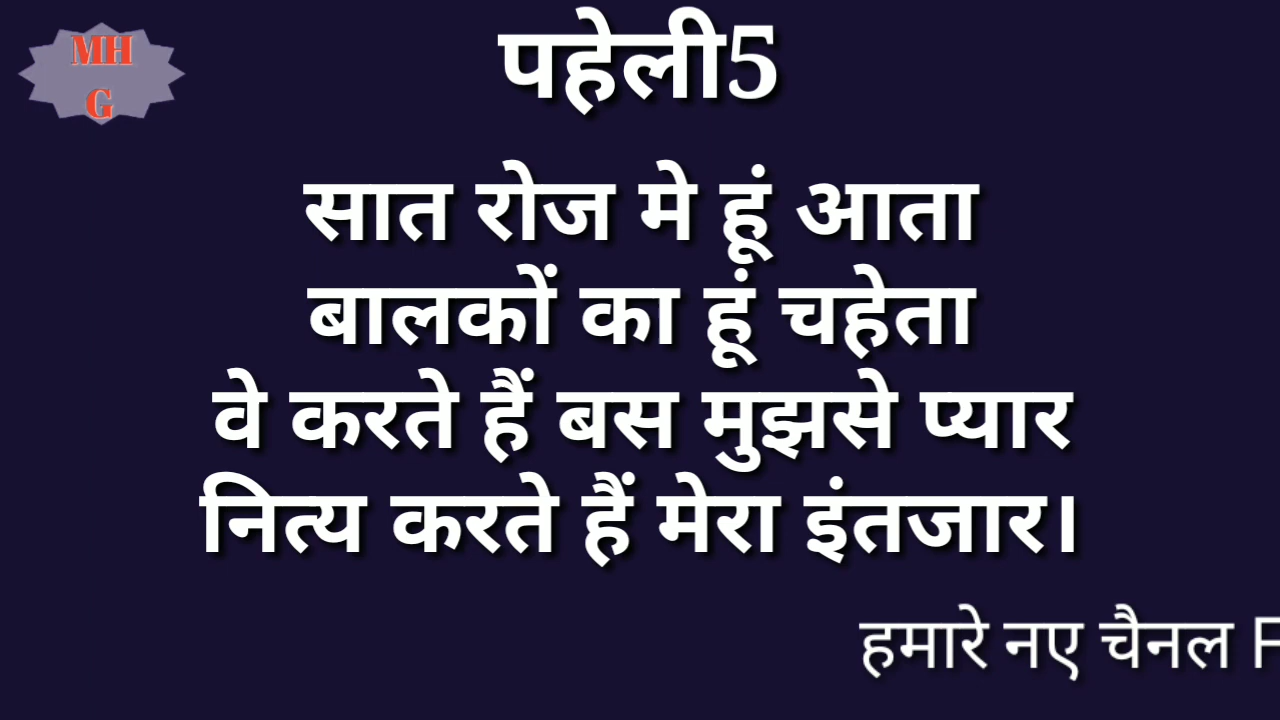 MH
G
पहेली5
सात रोज मे हूं आता
बालकों का हूं चहेता
वे करते हैं बस मुझसे प्यार
नित्य करते हैं मेरा इंतजार।
हमारे नए चैनल